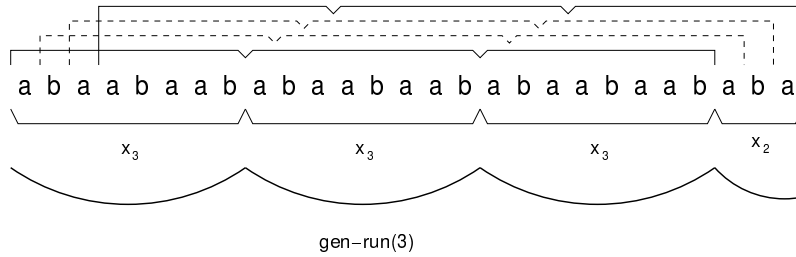 a b a a b a a b a b a a b a a b a b a a b a a b a b a
x3 x3 x3 x2
gen−run(3)